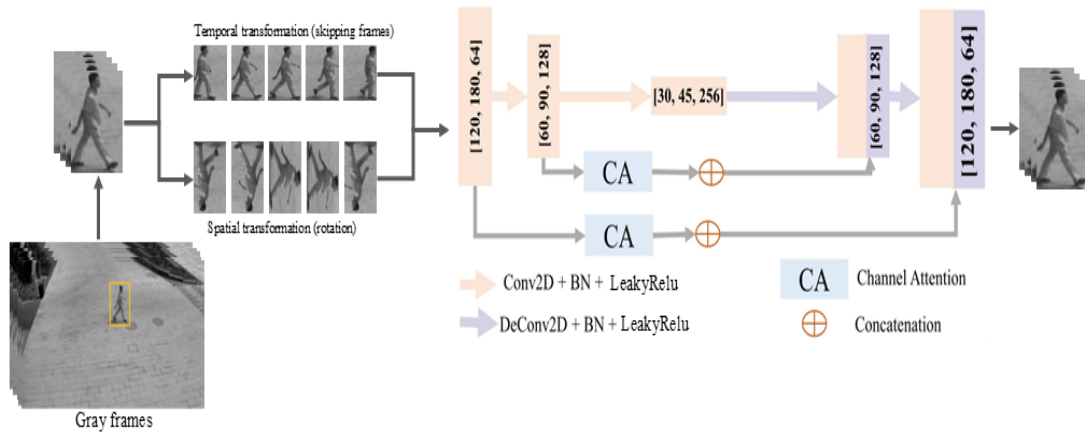 Temporal transformation (skipping frames)
Spatial transformation (rotation)
Gray frames
[120, 180, 64]
[60, 90, 128]
[30, 45, 256]
[60, 90, 128]
[120, 180, 64]
CA
CA
Conv2D + BN + LeakyRelu
DeConv2D + BN + LeakyRelu
CA Channel Attention
Concatenation